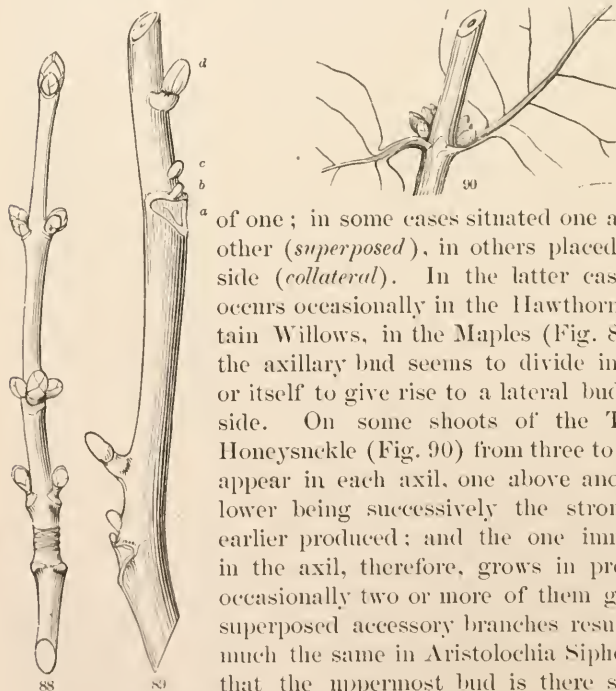 d
c
b
a
90
of one ; in some cases situated one a
other (superposed), in others placed
side (collateral). In the latter cas
occurs occasionally in the Hawthorn
tain Willows, in the Maples (Fig. 8
the axillary bud seems to divide in
or itself to give rise to a lateral bud
side. On some shoots of the T
Honeysuckle (Fig. 90) from three to
appear in each axil, one above and
lower being successively the stron
earlier produced ; and the one inn
in the axil, therefore, grows in pre
occasionally two or more of them g
superposed accessory branches resu
much the same in Aristolochia Siph
that the uppermost bud is there s
88
89